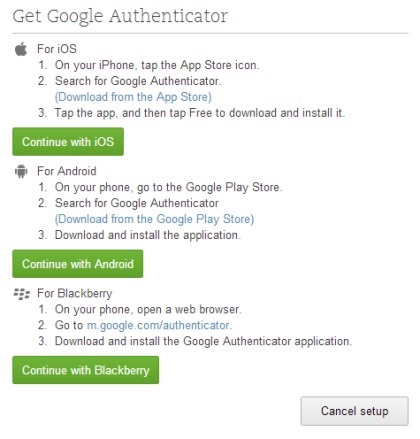 Get Google Authenticator
For iOS
1. On your iPhone, tap the App Store icon.
2. Search for Google Authenticator.
(Download from the App Store)
3. Tap the app, and then tap Free to download and install it.
Continue with iOS
For Android
1. On your phone, go to the Google Play Store.
2. Search for Google Authenticator
(Download from the Google Play Store)
3. Download and install the application.
Continue with Android
For Blackberry
1. On your phone, open a web browser.
2. Go to m.google.com/authenticator.
3. Download and install the Google Authenticator application.
Continue with Blackberry
Cancel setup